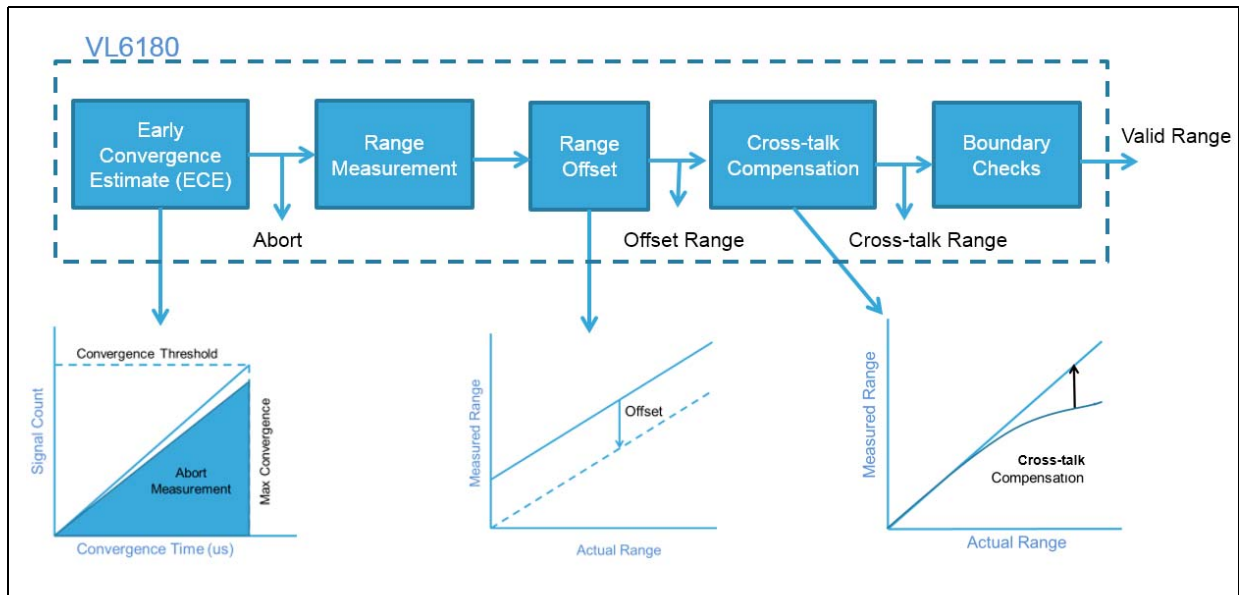 VL6180
Early
Convergence
Estimate (ECE)
Range
Measurement
Range
Offset
Cross-talk
Compensation
Boundary
Checks
Valid Range
Abort
Offset Range
Cross-talk Range
Convergence Threshold
Signal Count
Abort
Measurement
Max Convergence
Convergence Time (us)
Measured Range
Offset
Actual Range
Measured Range
Cross-talk
Compensation
Actual Range